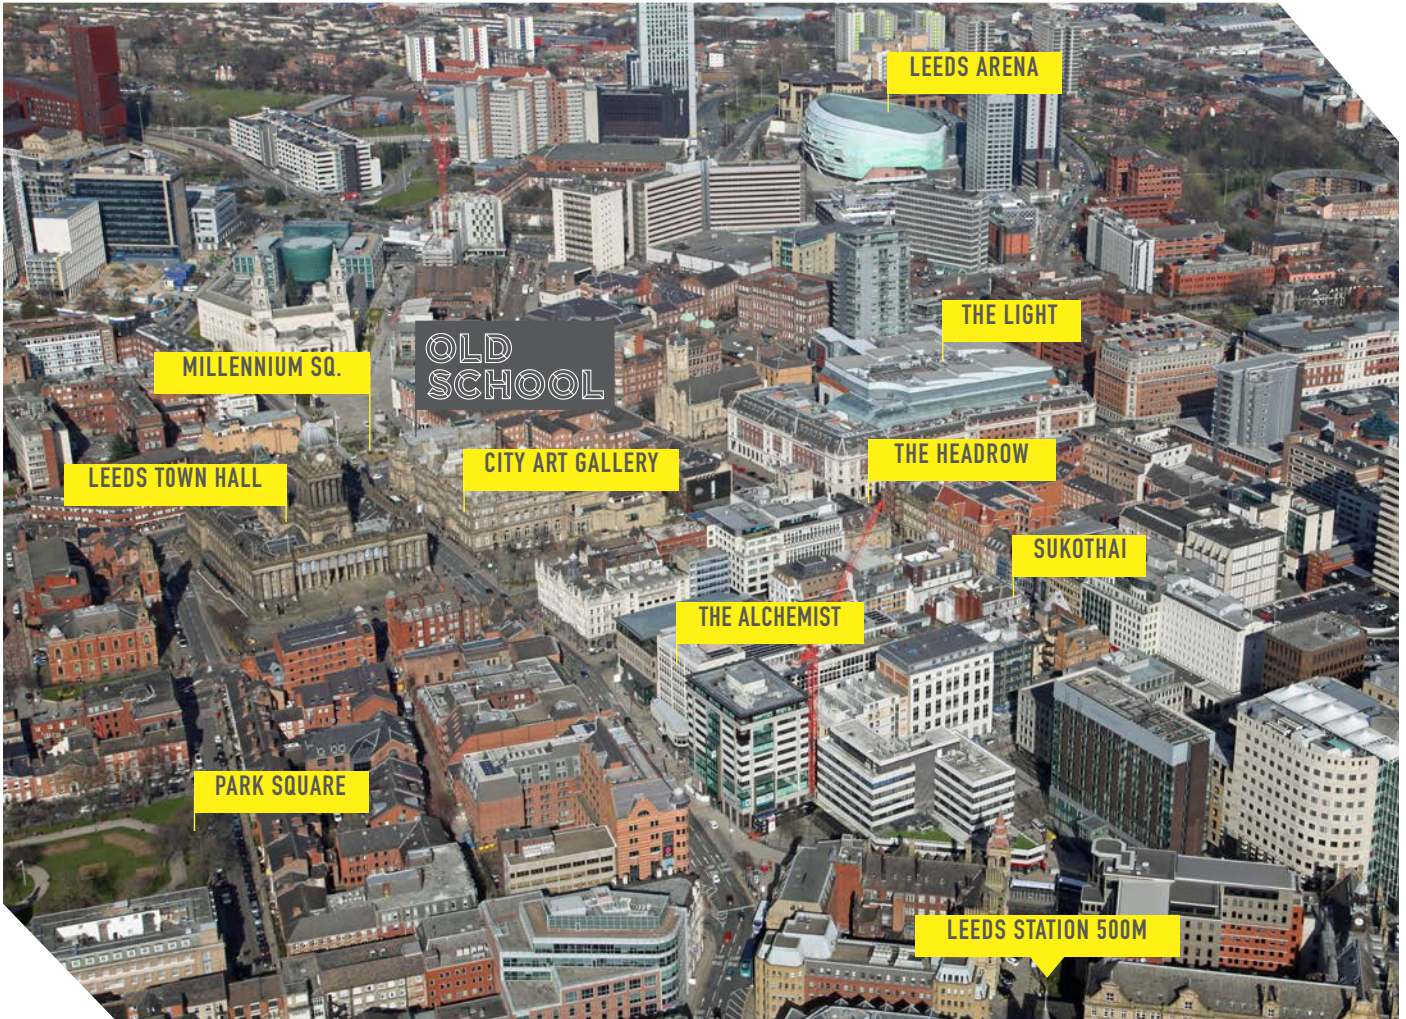 LEEDS ARENA
THE LIGHT
OLD
SCHOOL
MILLENNIUM SQ.
THE HEADROW
CITY ART GALLERY
LEEDS TOWN HALL
SUKOTHAI
THE ALCHEMIST
PARK SQUARE
LEEDS STATION 500M